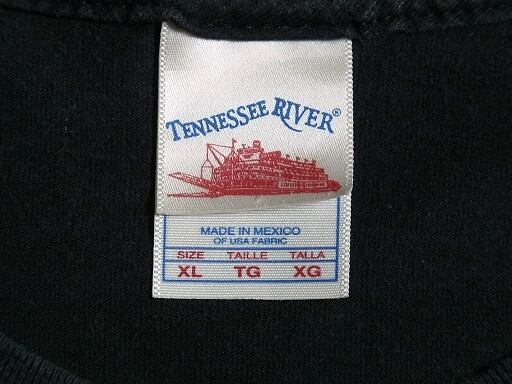 TENNESSEE RIVER®
MADE IN MEXICO
OF USA FABRIC
SIZE TAILLE TALLA
XL TG XG